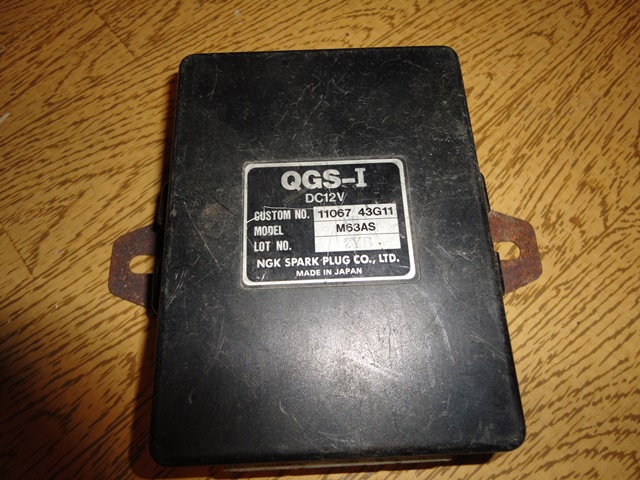 QGS-I
DC12V
CUSTOM NO. 11067 43G11
MODEL M63AS
LOT NO.
NGK SPARK PLUG CO., LTD.
MADE IN JAPAN